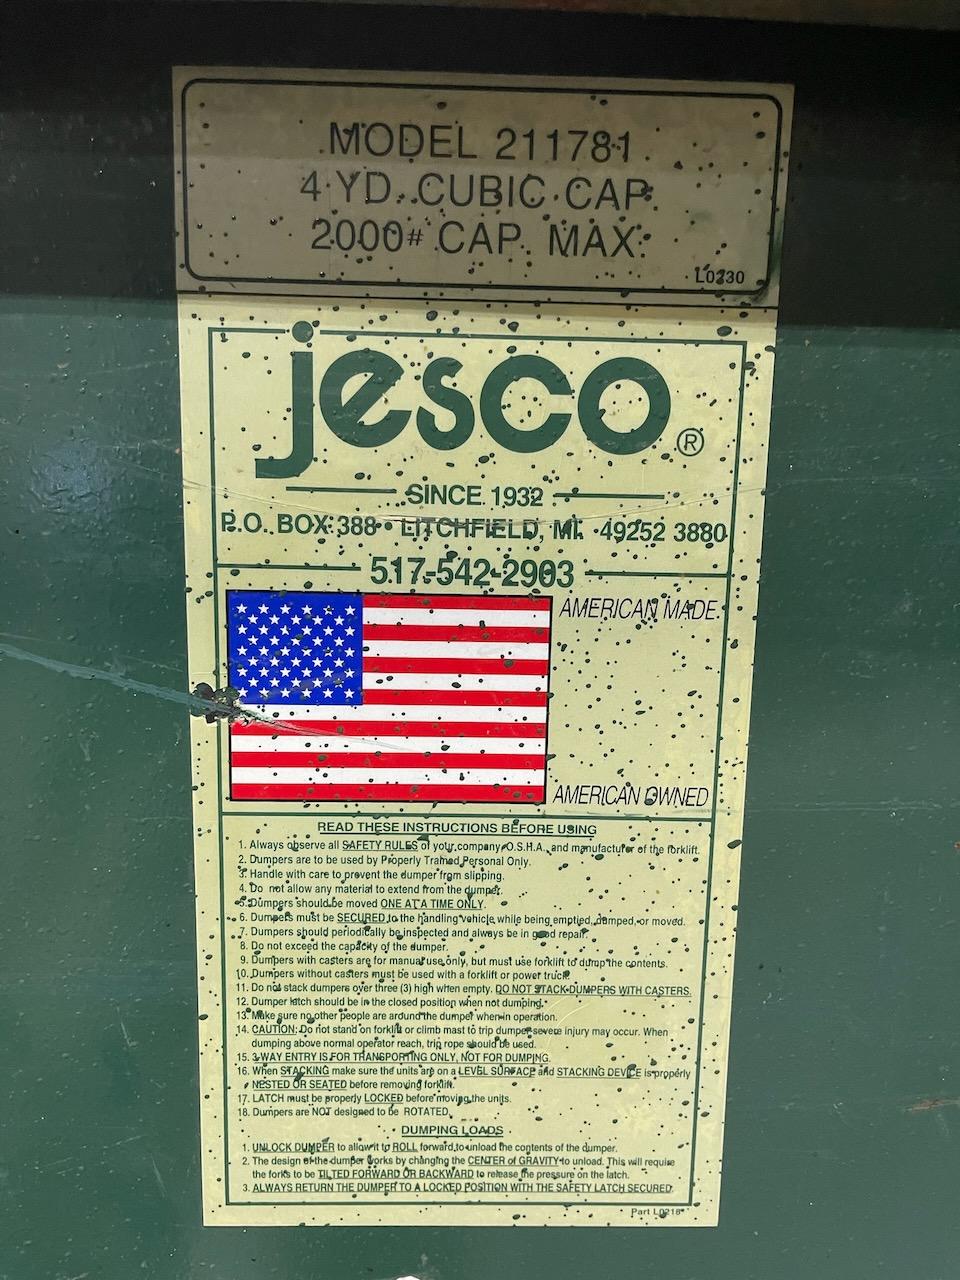 MODEL 211781
4 YD. CUBIC CAP.
2000# CAP. MAX.
L0230
jesco ®
SINCE 1932
P.O. BOX 388 • LITCHFIELD, MI. 49252 3880
517-542-2903
AMERICAN MADE
AMERICAN OWNED
READ THESE INSTRUCTIONS BEFORE USING
1. Always observe all SAFETY RULES of your company, O.S.H.A., and manufacturer of the forklift.
2. Dumpers are to be used by Properly Trained Personal Only.
3. Handle with care to prevent the dumper from slipping.
4. Do not allow any material to extend from the dumper.
5. Dumpers should be moved ONE AT A TIME ONLY.
6. Dumpers must be SECURED to the handling vehicle while being emptied, dumped, or moved.
7. Dumpers should periodically be inspected and always be in good repair.
8. Do not exceed the capacity of the dumper.
9. Dumpers with casters are for manual use only, but must use forklift to dump the contents.
10. Dumpers without casters must be used with a forklift or power truck.
11. Do not stack dumpers over three (3) high when empty. DO NOT STACK DUMPERS WITH CASTERS.
12. Dumper latch should be in the closed position when not dumping.
13. Make sure no other people are around the dumper when in operation.
14. CAUTION: Do not stand on forklift or climb mast to trip dumper severe injury may occur. When
dumping above normal operator reach, trip rope should be used.
15. 3 WAY ENTRY IS FOR TRANSPORTING ONLY, NOT FOR DUMPING.
16. When STACKING make sure the units are on a LEVEL SURFACE and STACKING DEVICE is properly
NESTED OR SEATED before removing forklift.
17. LATCH must be properly LOCKED before moving the units.
18. Dumpers are NOT designed to be ROTATED.
DUMPING LOADS
1. UNLOCK DUMPER to allow it to ROLL forward to unload the contents of the dumper.
2. The design of the dumper works by changing the CENTER of GRAVITY to unload. This will require
the forks to be TILTED FORWARD OR BACKWARD to release the pressure on the latch.
3. ALWAYS RETURN THE DUMPER TO A LOCKED POSITION WITH THE SAFETY LATCH SECURED
Part L0218